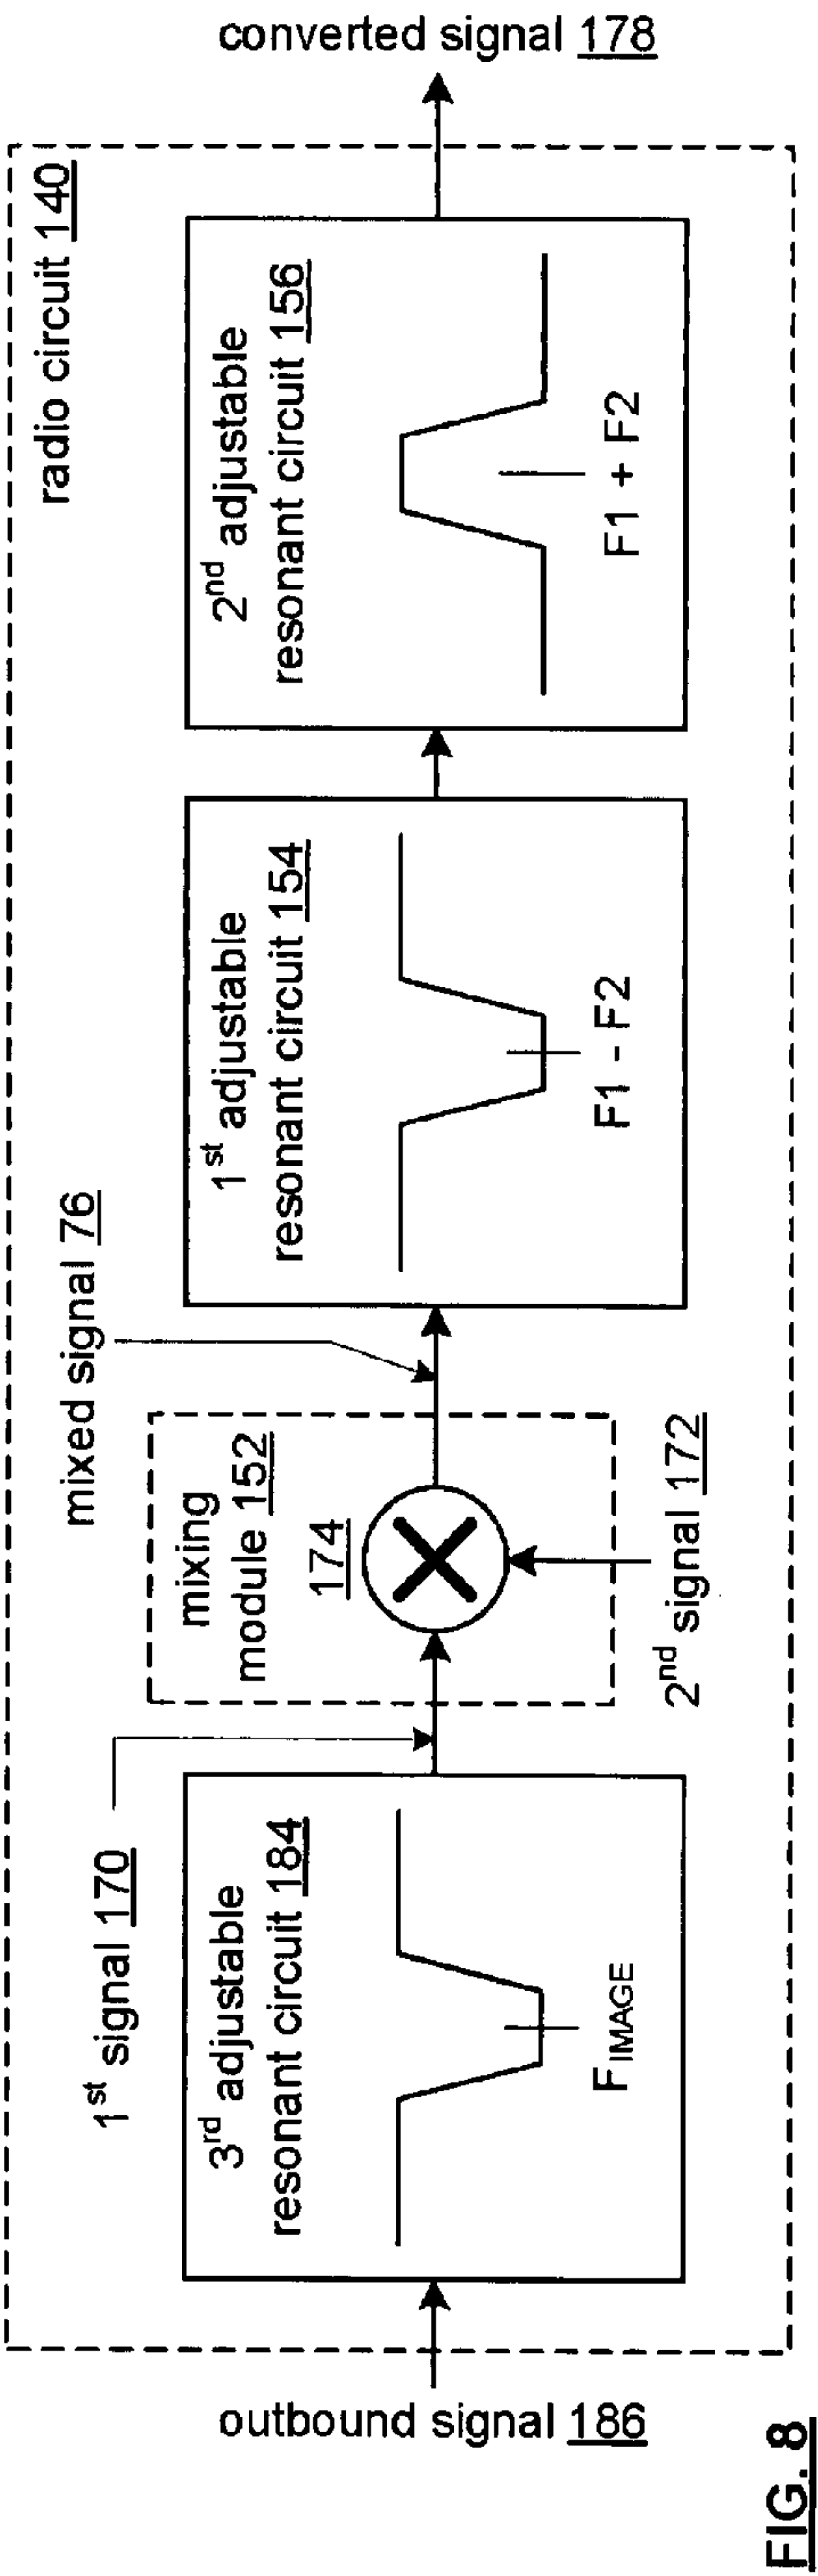 radio circuit 140
outbound signal 186
3rd adjustable
resonant circuit 184
FIMAGE
1st signal 170
mixing
module 152
174
2nd signal 172
mixed signal 76
1st adjustable
resonant circuit 154
F1 - F2
2nd adjustable
resonant circuit 156
F1 + F2
converted signal 178
FIG. 8